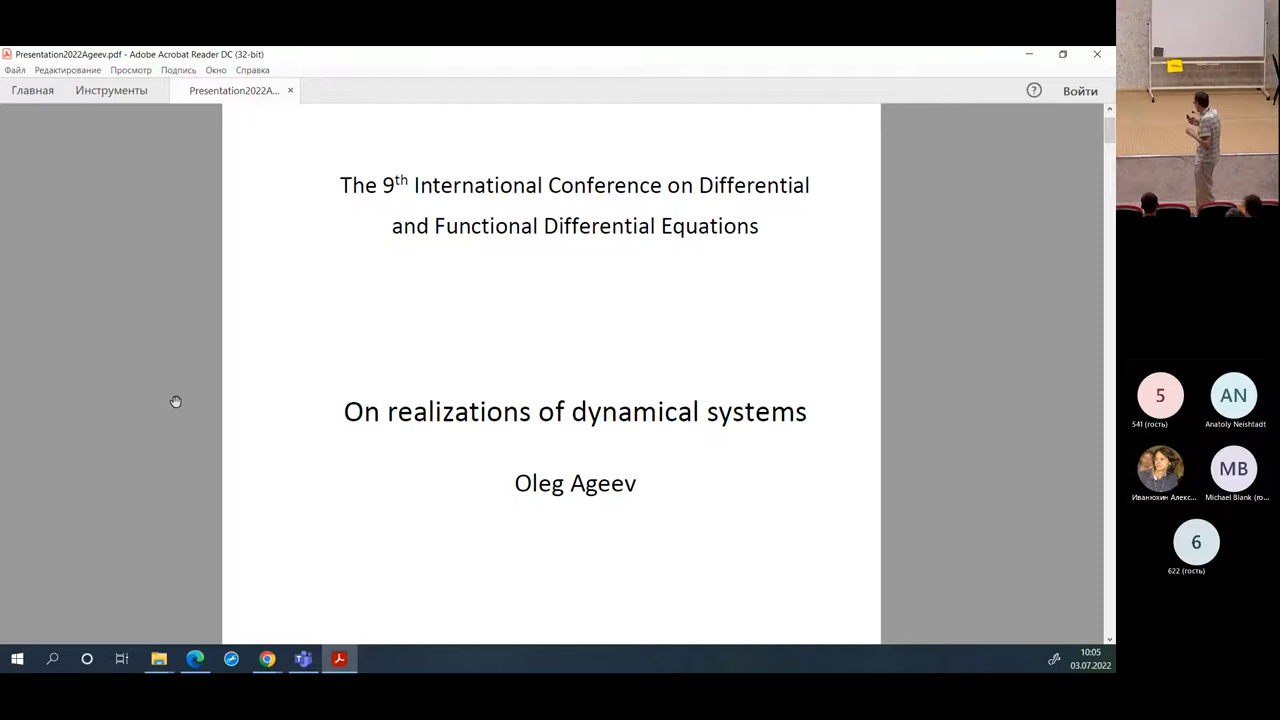 Presentation2022Ageev.pdf - Adobe Acrobat Reader DC (32-bit)
Файл Редактирование Просмотр Подпись Окно Справка
Главная Инструменты Presentation2022A... × Войти
The 9th International Conference on Differential
and Functional Differential Equations
On realizations of dynamical systems
Oleg Ageev
5
541 (гость)
AN
Anatoly Neishtadt
Иванюхин Алекс...
MB
Michael Blank (го...
6
622 (гость)
10:05
03.07.2022